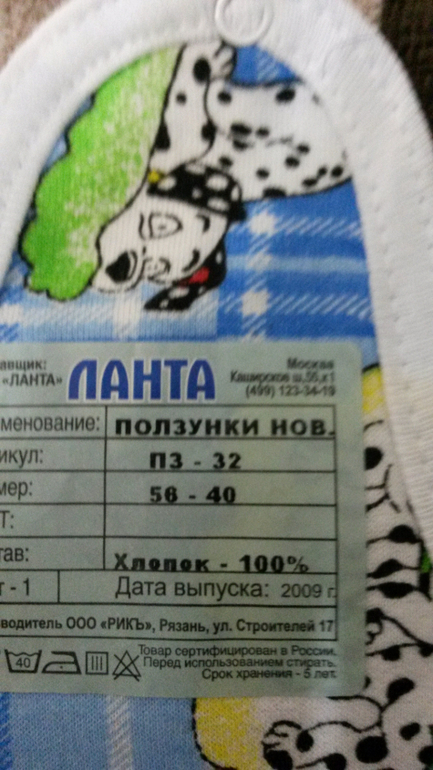 авщик:
«ЛАНТА»
ЛАНТА
Москва
Каширское ш,55,к1
(499) 123-34-19
менование: ПОЛЗУНКИ НОВ.
икул: ПЗ - 32
мер: 56 - 40
Т:
тав: Хлопок - 100%
т - 1 Дата выпуска: 2009 г.
зводитель ООО «РИКЪ», Рязань, ул. Строителей 17
40
Товар сертифицирован в России.
Перед использованием стирать.
Срок хранения - 5 лет.